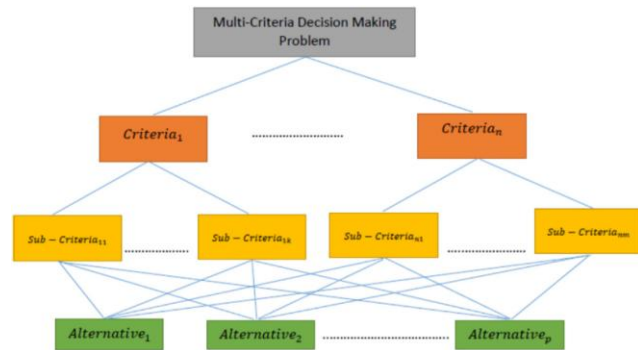 Multi-Criteria Decision Making
Problem
Criteria₁
Criteriaₙ
Sub − Criteria₁₁
Sub − Criteria₁ₖ
Sub − Criteriaₙ₁
Sub − Criteriaₙₘ
Alternative₁
Alternative₂
Alternativeₚ